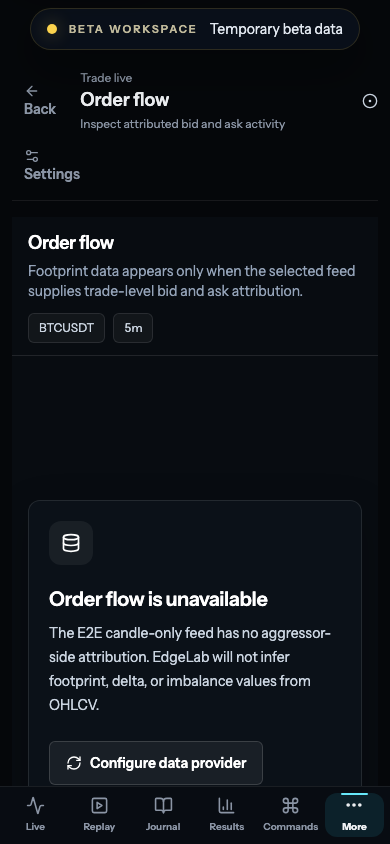 BETA WORKSPACE Temporary beta data
Trade live
Back
Order flow
Inspect attributed bid and ask activity
Settings
Order flow
Footprint data appears only when the selected feed
supplies trade-level bid and ask attribution.
BTCUSDT 5m
Order flow is unavailable
The E2E candle-only feed has no aggressor-
side attribution. EdgeLab will not infer
footprint, delta, or imbalance values from
OHLCV.
Configure data provider
Live Replay Journal Results Commands More